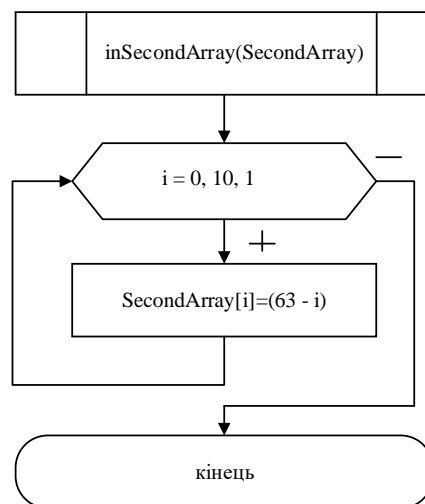 inSecondArray(SecondArray)
i = 0, 10, 1
—
+
SecondArray[i]=(63 - i)
кінець